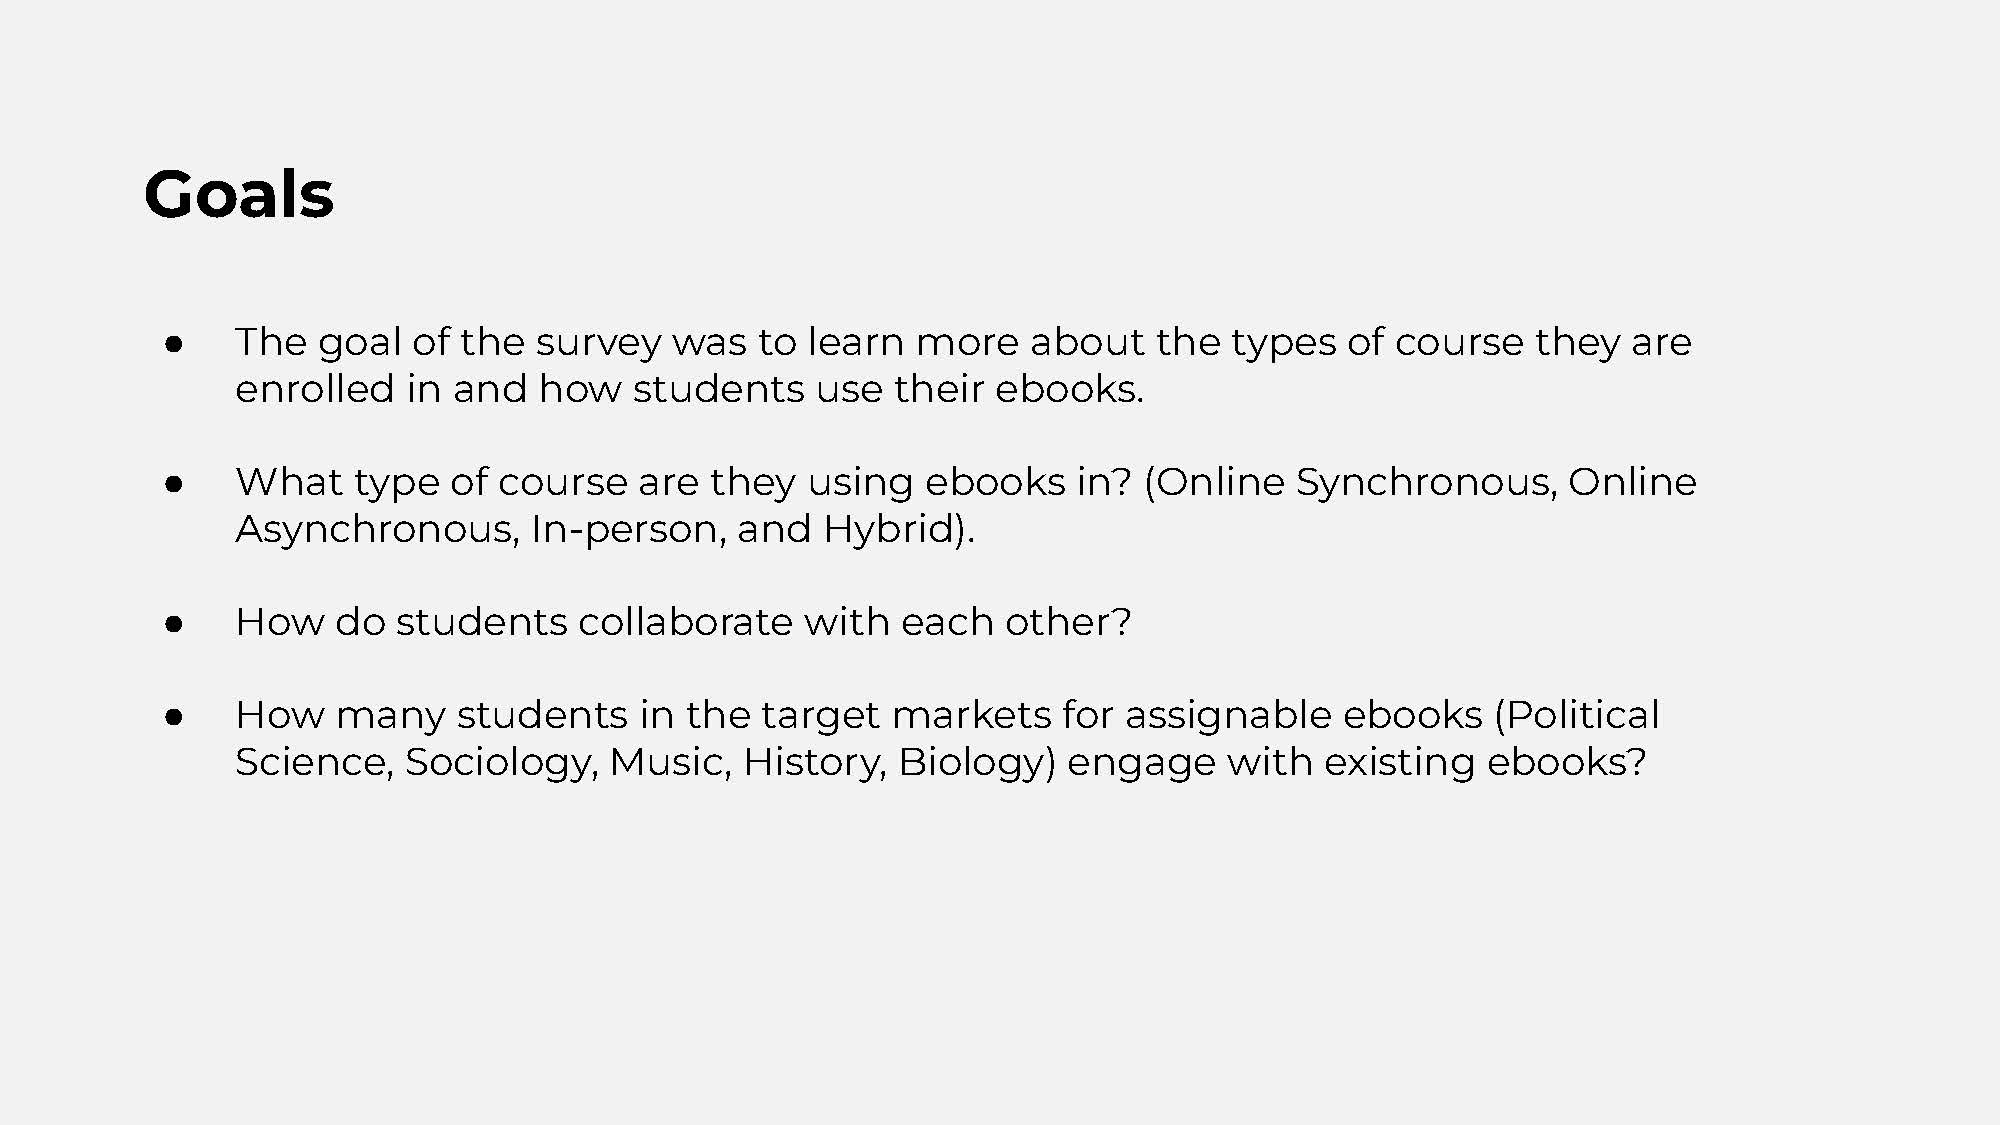 Goals
● The goal of the survey was to learn more about the types of course they are
enrolled in and how students use their ebooks.
● What type of course are they using ebooks in? (Online Synchronous, Online
Asynchronous, In-person, and Hybrid).
● How do students collaborate with each other?
● How many students in the target markets for assignable ebooks (Political
Science, Sociology, Music, History, Biology) engage with existing ebooks?